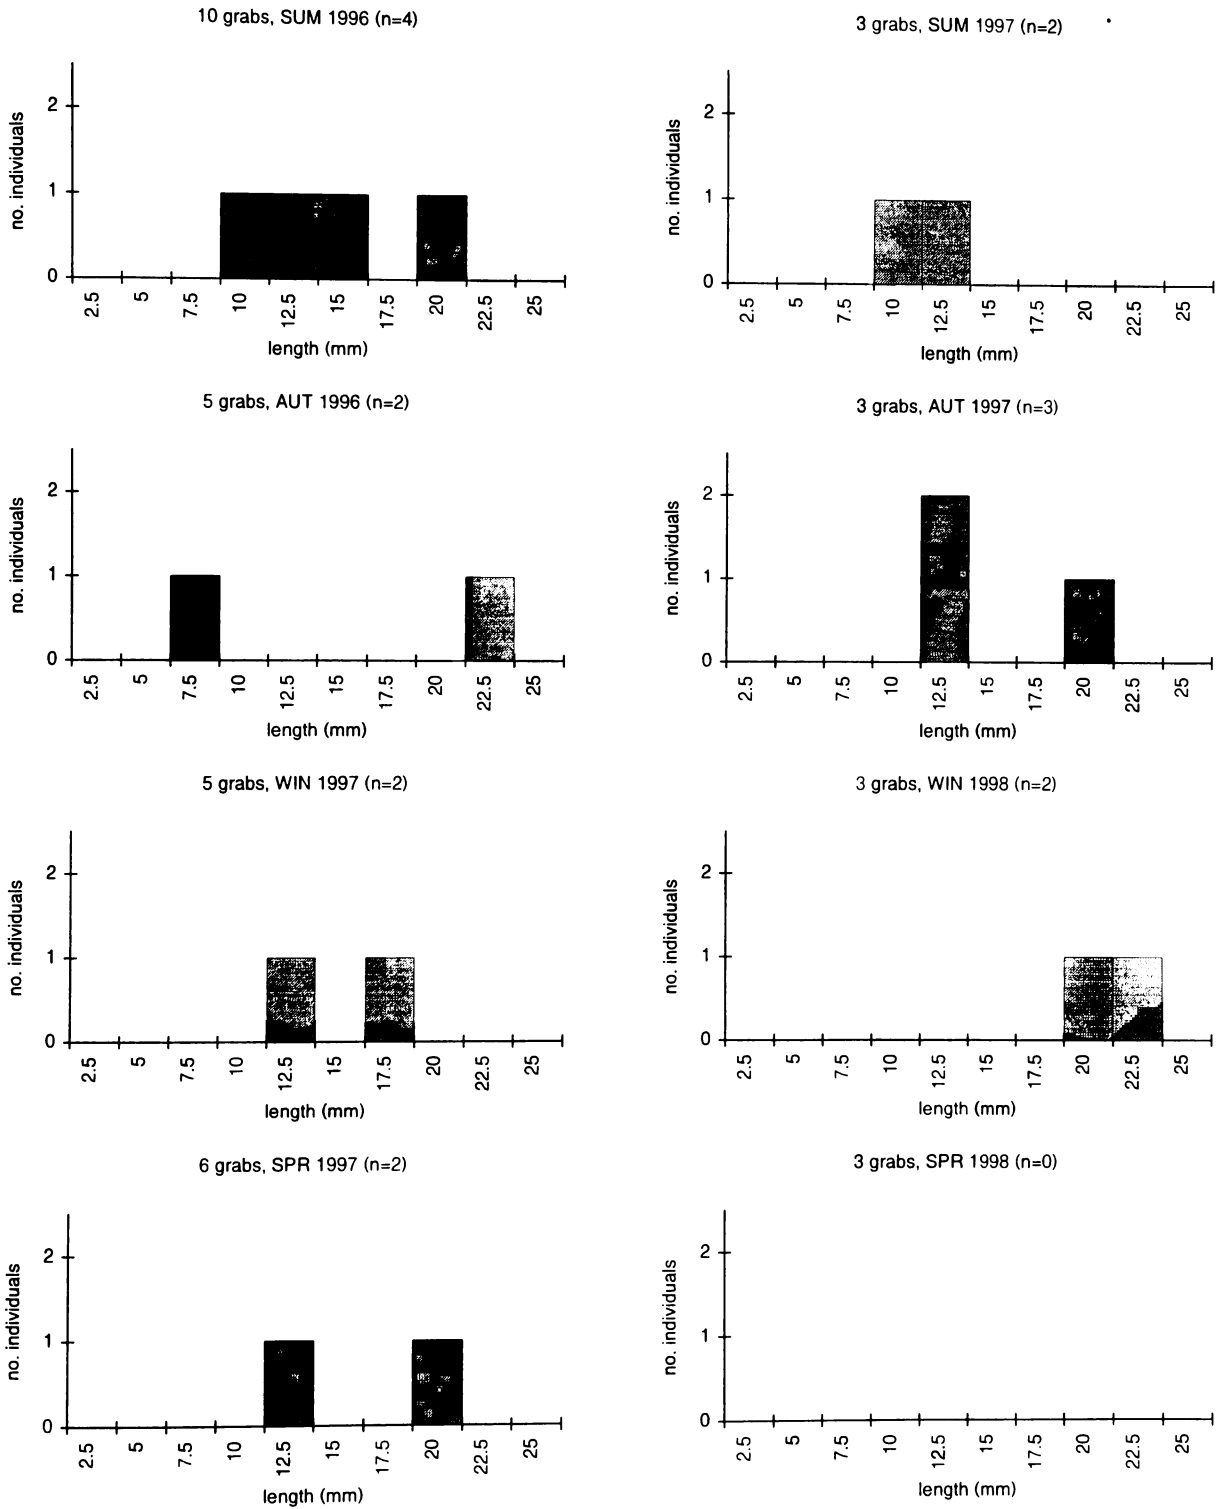 10 grabs, SUM 1996 (n=4)
no. individuals
2
1
0
2.5 5 7.5 10 12.5 15 17.5 20 22.5 25
length (mm)
3 grabs, SUM 1997 (n=2)
no. individuals
2
1
0
2.5 5 7.5 10 12.5 15 17.5 20 22.5 25
length (mm)
5 grabs, AUT 1996 (n=2)
no. individuals
2
1
0
2.5 5 7.5 10 12.5 15 17.5 20 22.5 25
length (mm)
3 grabs, AUT 1997 (n=3)
no. individuals
2
1
0
2.5 5 7.5 10 12.5 15 17.5 20 22.5 25
length (mm)
5 grabs, WIN 1997 (n=2)
no. individuals
2
1
0
2.5 5 7.5 10 12.5 15 17.5 20 22.5 25
length (mm)
3 grabs, WIN 1998 (n=2)
no. individuals
2
1
0
2.5 5 7.5 10 12.5 15 17.5 20 22.5 25
length (mm)
6 grabs, SPR 1997 (n=2)
no. individuals
2
1
0
2.5 5 7.5 10 12.5 15 17.5 20 22.5 25
length (mm)
3 grabs, SPR 1998 (n=0)
no. individuals
2
1
0
2.5 5 7.5 10 12.5 15 17.5 20 22.5 25
length (mm)